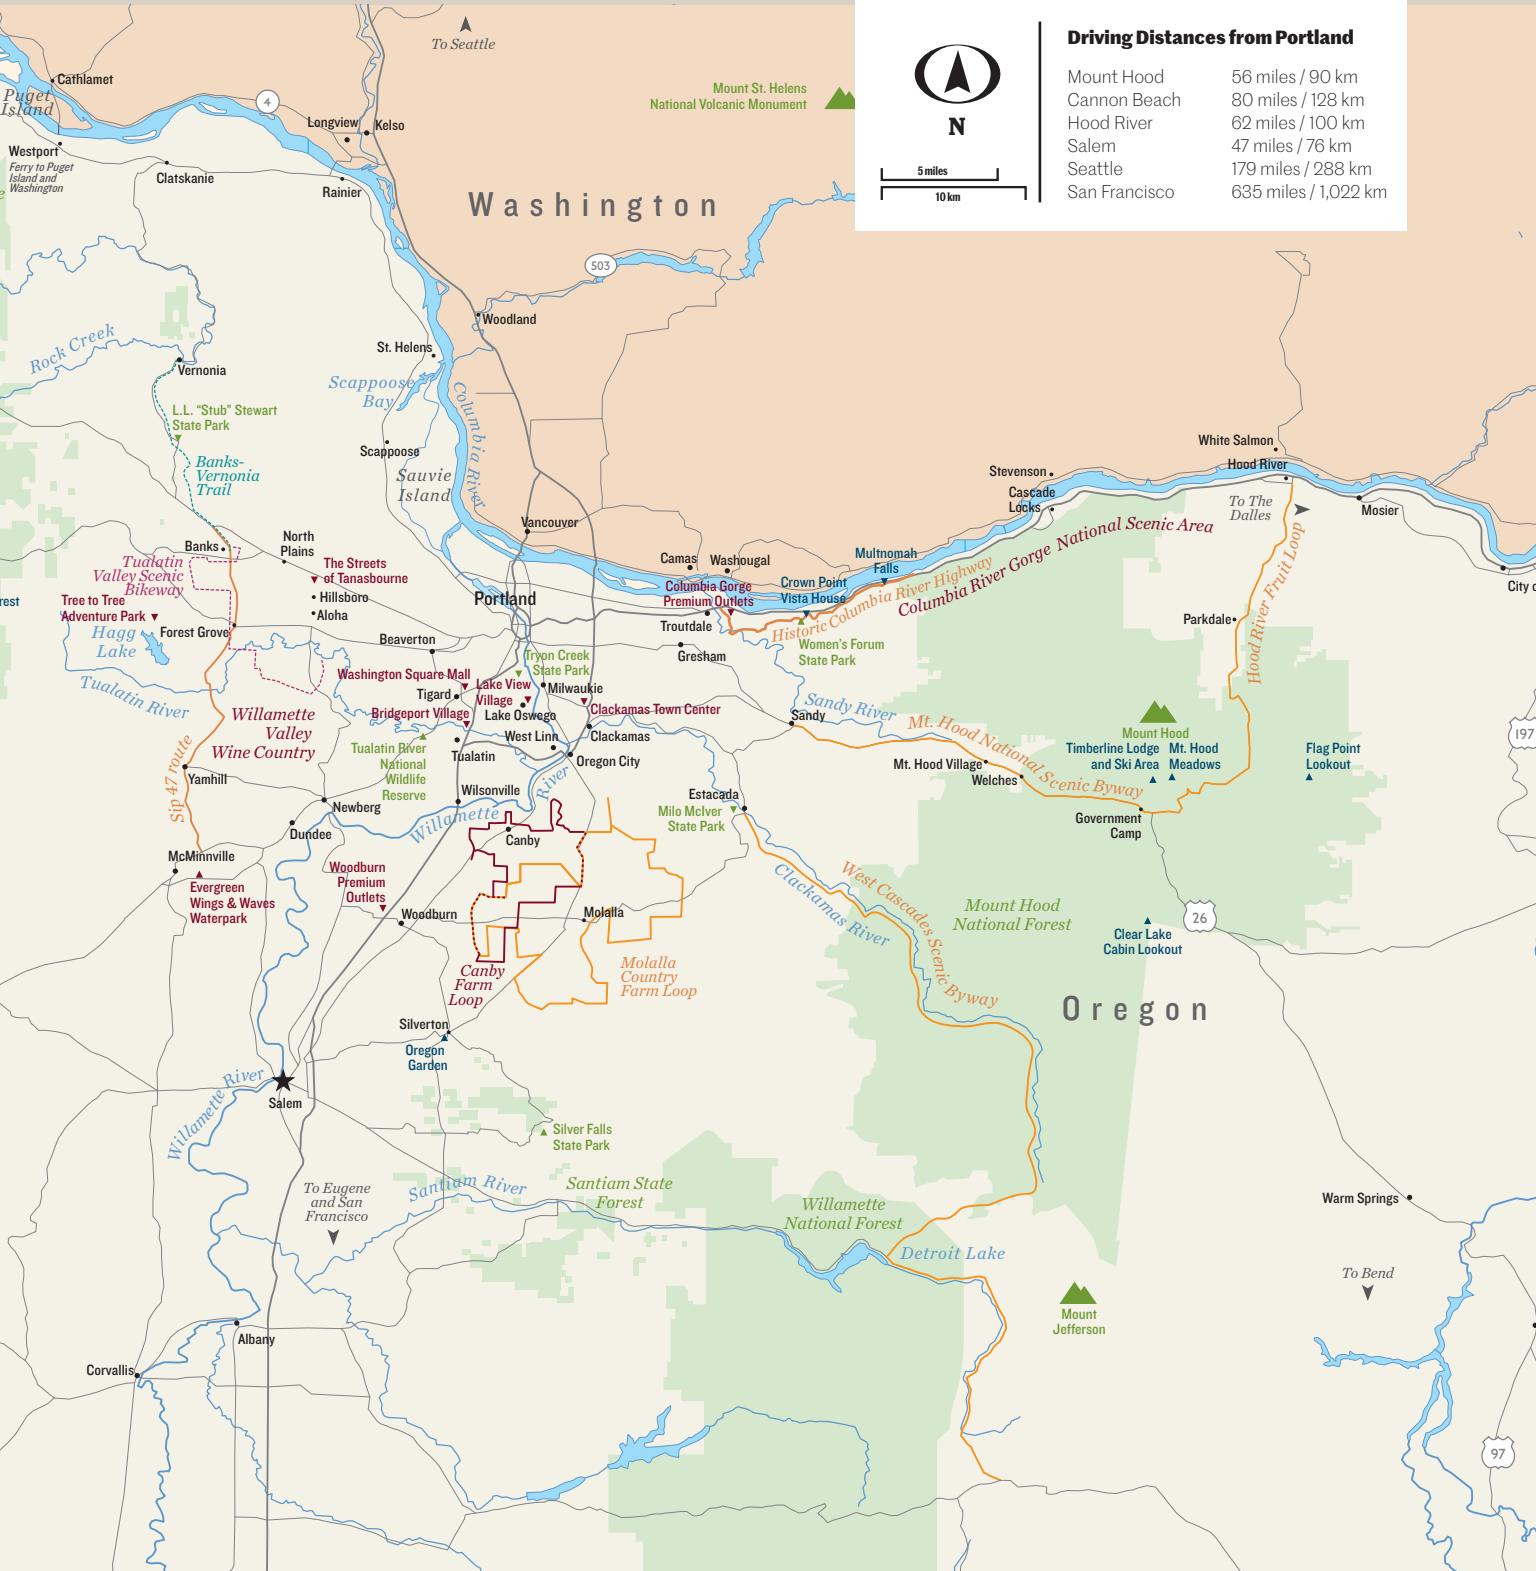 To Seattle
Mount St. Helens
National Volcanic Monument
N
5 miles
10 km
Driving Distances from Portland
Mount Hood 56 miles / 90 km
Cannon Beach 80 miles / 128 km
Hood River 62 miles / 100 km
Salem 47 miles / 76 km
Seattle 179 miles / 288 km
San Francisco 635 miles / 1,022 km
Cathlamet
Puget
Island
4
Longview
Kelso
Westport
Ferry to Puget
Island and
Washington
Clatskanie
Rainier
Washington
503
Woodland
St. Helens
Rock Creek
Vernonia
Scappoose
Bay
Columbia River
L.L. “Stub” Stewart
State Park
Scappoose
Banks-
Vernonia
Trail
Sauvie
Island
White Salmon
Hood River
Stevenson
Cascade
Locks
To The
Dalles
Mosier
Vancouver
Banks
North
Plains
Camas
Washougal
Multnomah
Falls
Columbia River Gorge National Scenic Area
Tualatin
Valley Scenic
Bikeway
The Streets
of Tanasbourne
Columbia Gorge
Premium Outlets
Crown Point
Vista House
Historic Columbia River Highway
Hood River Fruit Loop
City o
rest
Tree to Tree
Adventure Park
Hillsboro
Aloha
Portland
Troutdale
Parkdale
Hagg
Lake
Forest Grove
Beaverton
Gresham
Women’s Forum
State Park
Tryon Creek
State Park
Washington Square Mall
Tigard
Lake View
Village
Milwaukie
Tualatin River
Bridgeport Village
Lake Oswego
Clackamas Town Center
Sandy River
Sandy
Willamette
Valley
Wine Country
West Linn
Clackamas
Mt. Hood National Scenic Byway
Mount Hood
197
Tualatin River
National
Wildlife
Reserve
Tualatin
Oregon City
Timberline Lodge
and Ski Area
Mt. Hood
Meadows
Flag Point
Lookout
Mt. Hood Village
Welches
Sip 47 route
Yamhill
Newberg
Wilsonville
Willamette River
Estacada
Milo McIver
State Park
Government
Camp
Dundee
Canby
McMinnville
Evergreen
Wings & Waves
Waterpark
Woodburn
Premium
Outlets
Woodburn
Molalla
Clackamas River
West Cascades Scenic Byway
Mount Hood
National Forest
26
Clear Lake
Cabin Lookout
Canby
Farm
Loop
Molalla
Country
Farm Loop
Oregon
Silverton
Oregon
Garden
Willamette River
Salem
Silver Falls
State Park
To Eugene
and San
Francisco
Santiam River
Santiam State
Forest
Willamette
National Forest
Warm Springs
Detroit Lake
To Bend
Mount
Jefferson
Albany
Corvallis
97